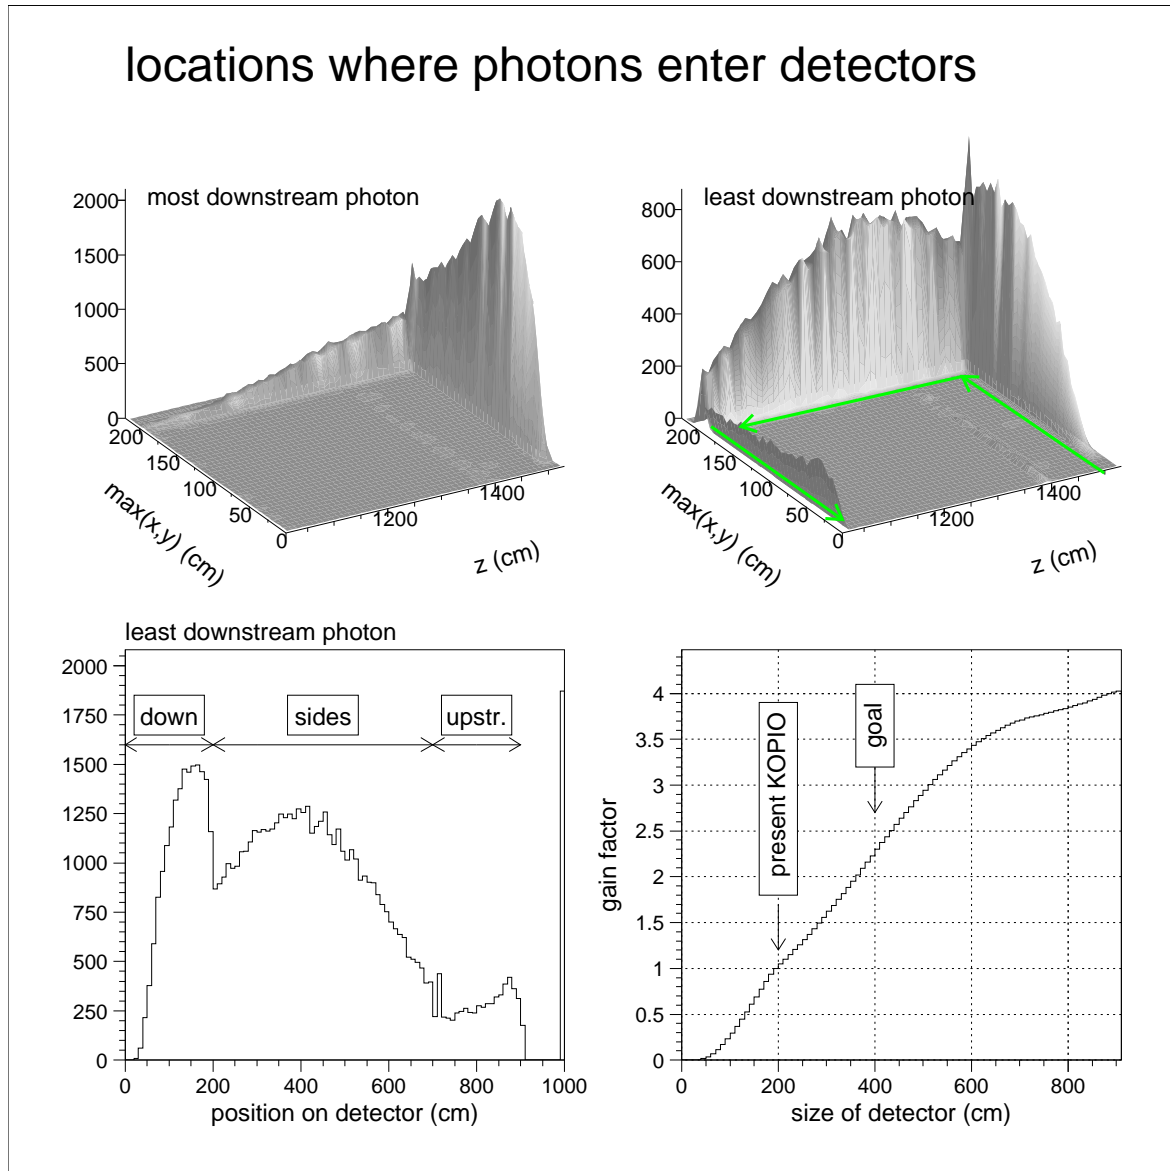 locations where photons enter detectors
most downstream photon
2000
1500
1000
500
0
200
150
100
50
0
1200
1400
max(x,y) (cm)
z (cm)
least downstream photon
800
600
400
200
0
200
150
100
50
0
1200
1400
max(x,y) (cm)
z (cm)
least downstream photon
2000
1750
1500
1250
1000
750
500
250
0
down
sides
upstr.
0 200 400 600 800 1000
position on detector (cm)
gain factor
4
3.5
3
2.5
2
1.5
1
0.5
0
present KOPIO
goal
0 200 400 600 800
size of detector (cm)